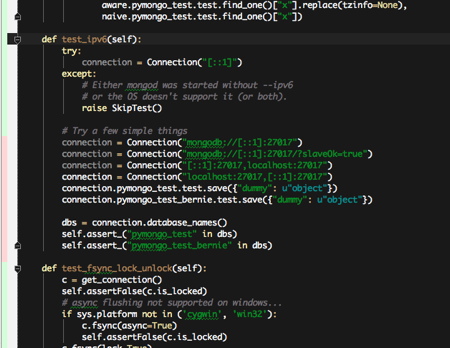 aware.pymongo_test.test.find_one()["x"].replace(tzinfo=None),
naive.pymongo_test.test.find_one()["x"])
def test_ipv6(self):
try:
connection = Connection("[::1]")
except:
# Either mongod was started without --ipv6
# or the OS doesn't support it (or both).
raise SkipTest()
# Try a few simple things
connection = Connection("mongodb://[::1]:27017")
connection = Connection("mongodb://[::1]:27017/?slaveOk=true")
connection = Connection("[::1]:27017,localhost:27017")
connection = Connection("localhost:27017,[::1]:27017")
connection.pymongo_test.test.save({"dummy": u"object"})
connection.pymongo_test_bernie.test.save({"dummy": u"object"})
dbs = connection.database_names()
self.assert_("pymongo_test" in dbs)
self.assert_("pymongo_test_bernie" in dbs)
def test_fsync_lock_unlock(self):
c = get_connection()
self.assertFalse(c.is_locked)
# async flushing not supported on windows...
if sys.platform not in ('cygwin', 'win32'):
c.fsync(async=True)
self.assertFalse(c.is_locked)
c.fsync(lock=True)